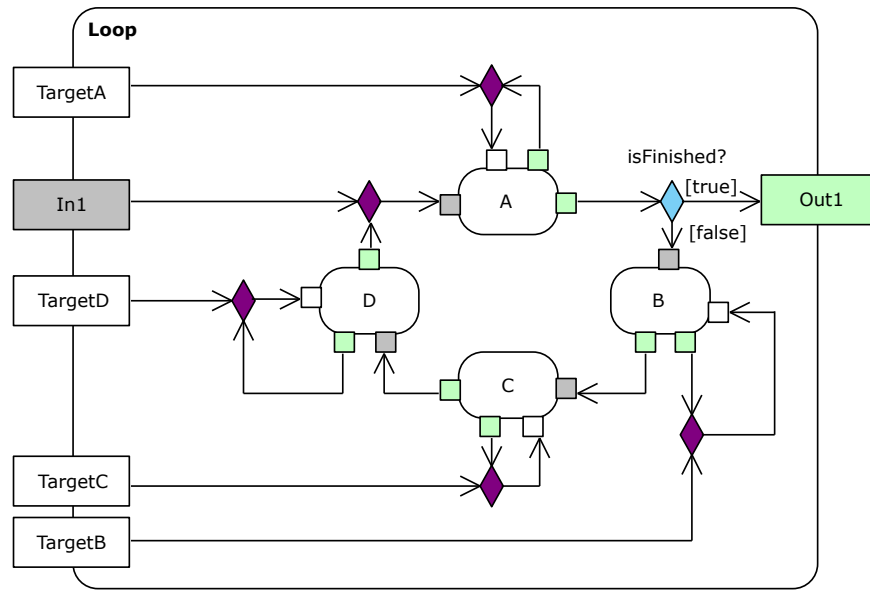 Loop
TargetA
isFinished?
[true]
In1
A
Out1
[false]
TargetD
D
B
C
TargetC
TargetB